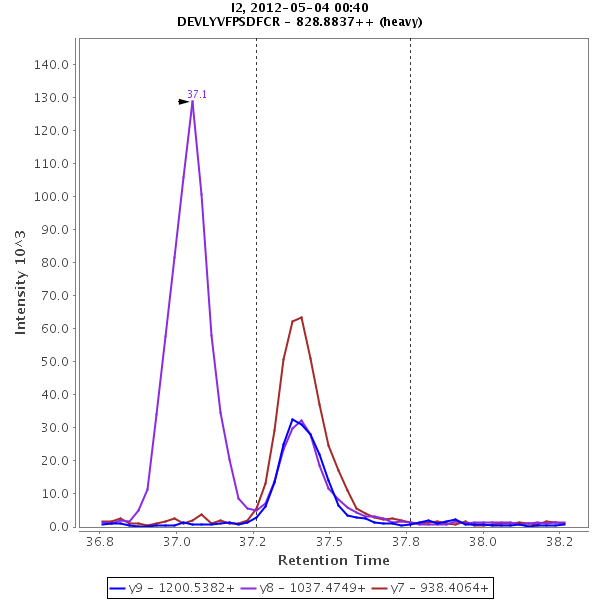 I2, 2012-05-04 00:40
DEVLYVFPSDFCR - 828.8837++ (heavy)
140.0
130.0
120.0
110.0
100.0
90.0
80.0
70.0
60.0
50.0
40.0
30.0
20.0
10.0
0.0
Intensity 10^3
37.1
36.8 37.0 37.2 37.5 37.8 38.0 38.2
Retention Time
y9 - 1200.5382+ y8 - 1037.4749+ y7 - 938.4064+